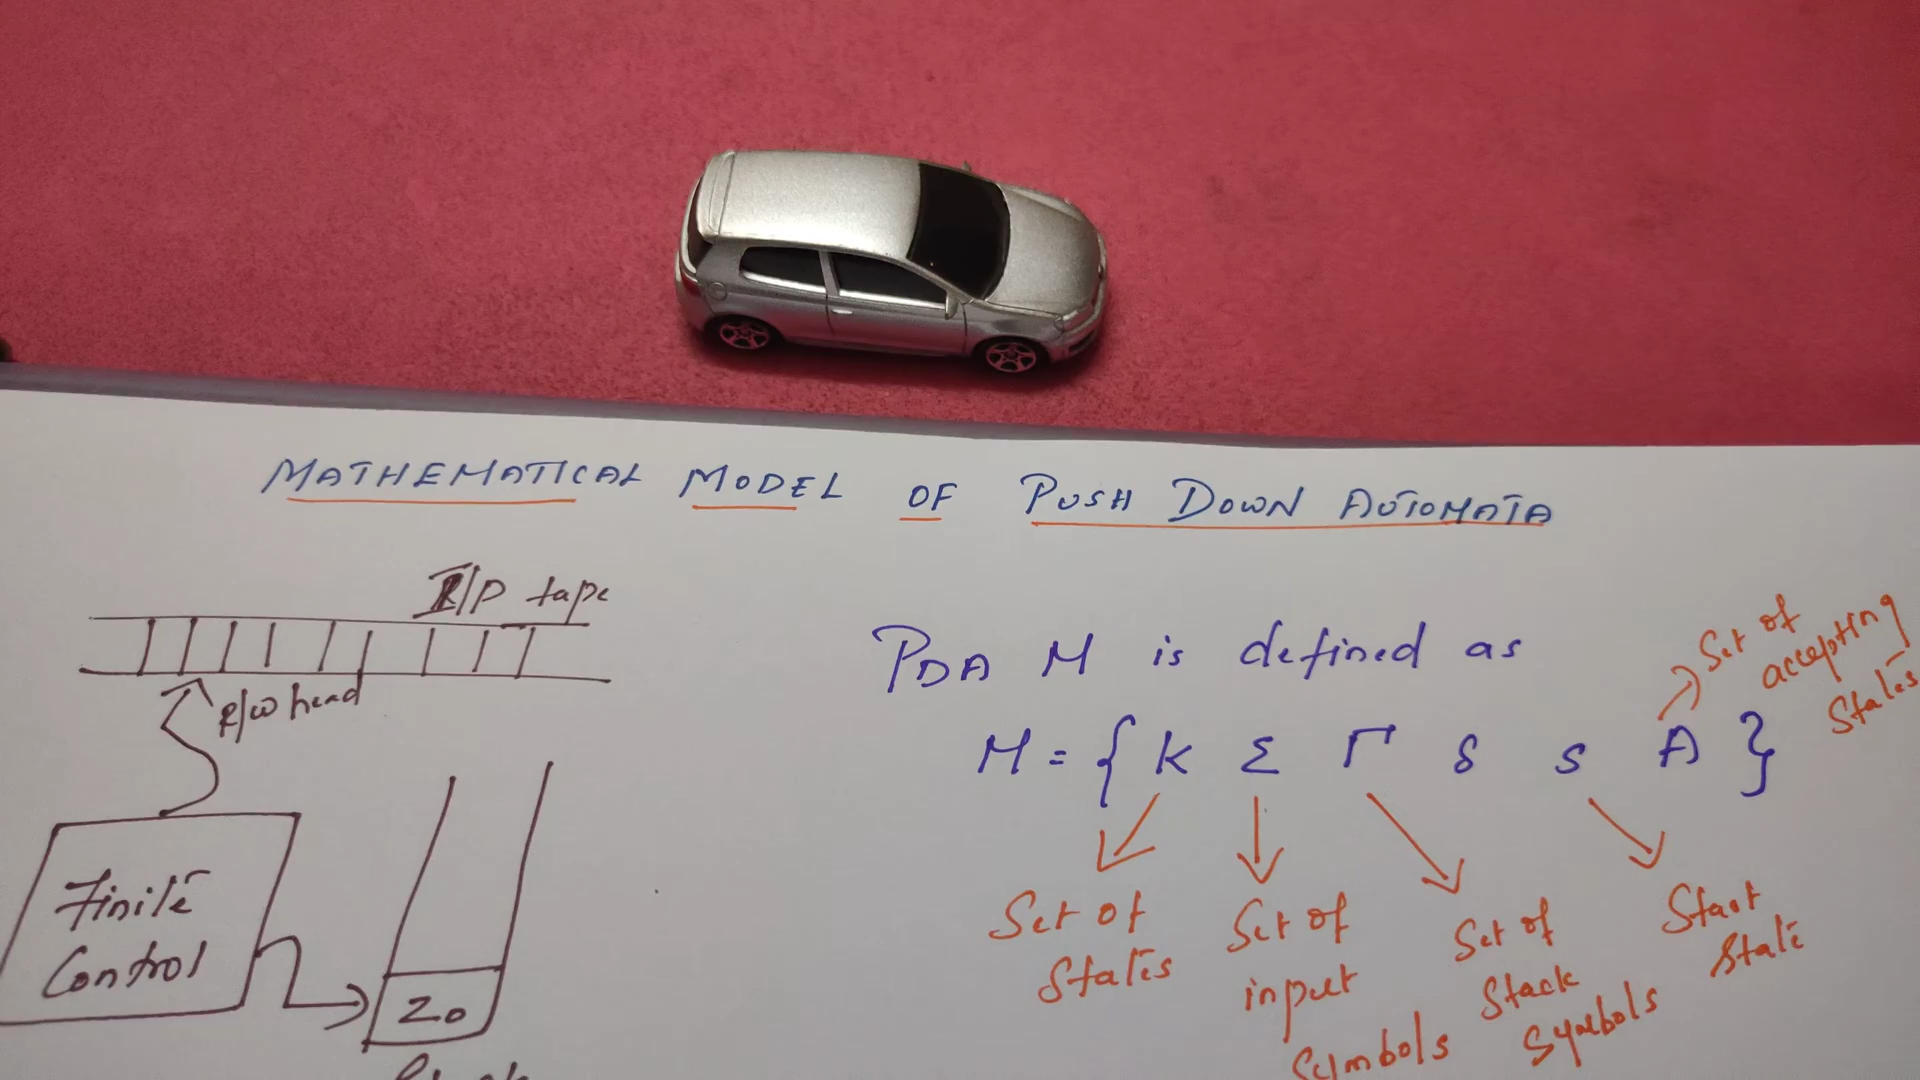 MATHEMATICAL MODEL OF PUSH DOWN AUTOMATA
I/P tape
R/W head
Finite
Control
Z0
PDA M is defined as
M = { K Σ Γ δ s A }
Set of
accepting
States
Set of
States
Set of
input
Symbols
Set of
Stack
Symbols
Start
State